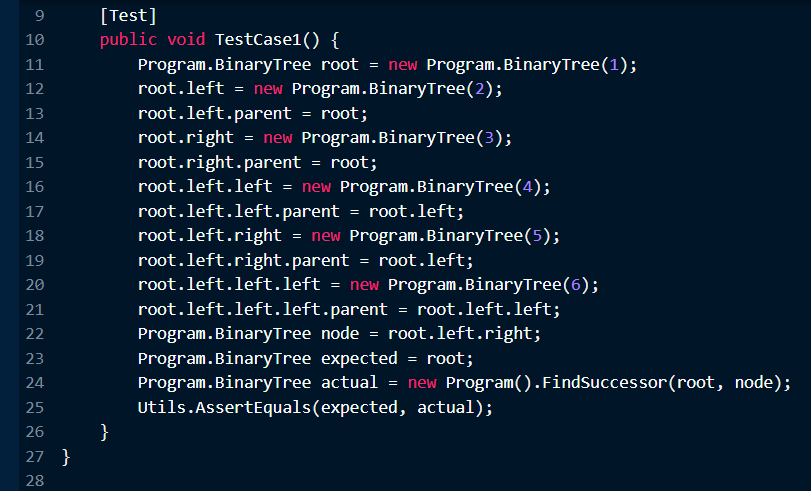 9 [Test]
10 public void TestCase1() {
11 Program.BinaryTree root = new Program.BinaryTree(1);
12 root.left = new Program.BinaryTree(2);
13 root.left.parent = root;
14 root.right = new Program.BinaryTree(3);
15 root.right.parent = root;
16 root.left.left = new Program.BinaryTree(4);
17 root.left.left.parent = root.left;
18 root.left.right = new Program.BinaryTree(5);
19 root.left.right.parent = root.left;
20 root.left.left.left = new Program.BinaryTree(6);
21 root.left.left.left.parent = root.left.left;
22 Program.BinaryTree node = root.left.right;
23 Program.BinaryTree expected = root;
24 Program.BinaryTree actual = new Program().FindSuccessor(root, node);
25 Utils.AssertEquals(expected, actual);
26 }
27 }
28